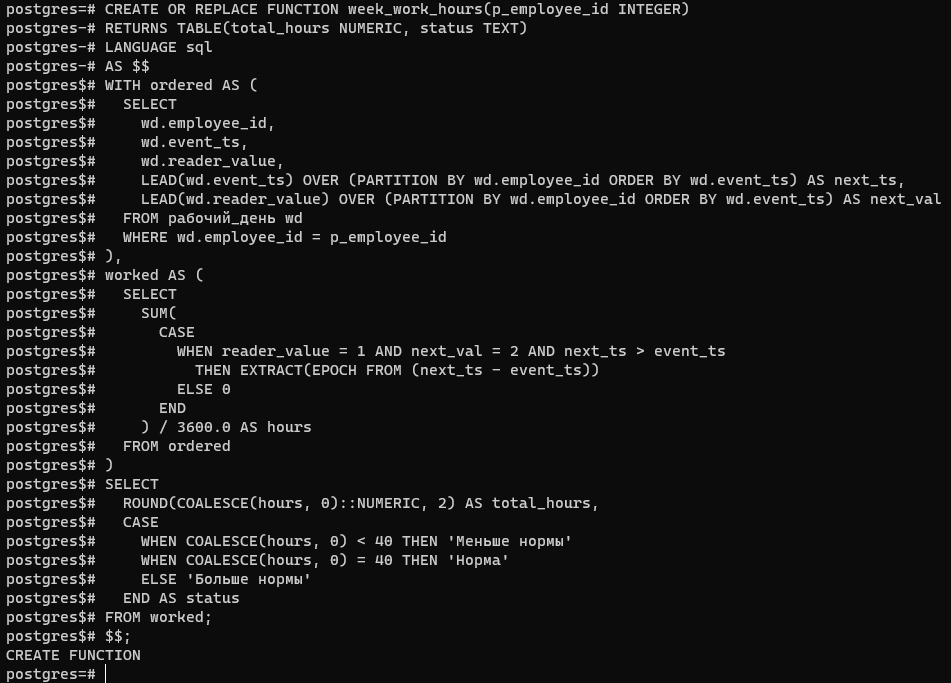 postgres=# CREATE OR REPLACE FUNCTION week_work_hours(p_employee_id INTEGER)
postgres-# RETURNS TABLE(total_hours NUMERIC, status TEXT)
postgres-# LANGUAGE sql
postgres-# AS $$
postgres$# WITH ordered AS (
postgres$#   SELECT
postgres$#     wd.employee_id,
postgres$#     wd.event_ts,
postgres$#     wd.reader_value,
postgres$#     LEAD(wd.event_ts) OVER (PARTITION BY wd.employee_id ORDER BY wd.event_ts) AS next_ts,
postgres$#     LEAD(wd.reader_value) OVER (PARTITION BY wd.employee_id ORDER BY wd.event_ts) AS next_val
postgres$#   FROM рабочий_день wd
postgres$#   WHERE wd.employee_id = p_employee_id
postgres$# ),
postgres$# worked AS (
postgres$#   SELECT
postgres$#     SUM(
postgres$#       CASE
postgres$#         WHEN reader_value = 1 AND next_val = 2 AND next_ts > event_ts
postgres$#           THEN EXTRACT(EPOCH FROM (next_ts - event_ts))
postgres$#         ELSE 0
postgres$#       END
postgres$#     ) / 3600.0 AS hours
postgres$#   FROM ordered
postgres$# )
postgres$# SELECT
postgres$#   ROUND(COALESCE(hours, 0)::NUMERIC, 2) AS total_hours,
postgres$#   CASE
postgres$#     WHEN COALESCE(hours, 0) < 40 THEN 'Меньше нормы'
postgres$#     WHEN COALESCE(hours, 0) = 40 THEN 'Норма'
postgres$#     ELSE 'Больше нормы'
postgres$#   END AS status
postgres$# FROM worked;
postgres$# $$;
CREATE FUNCTION
postgres=#